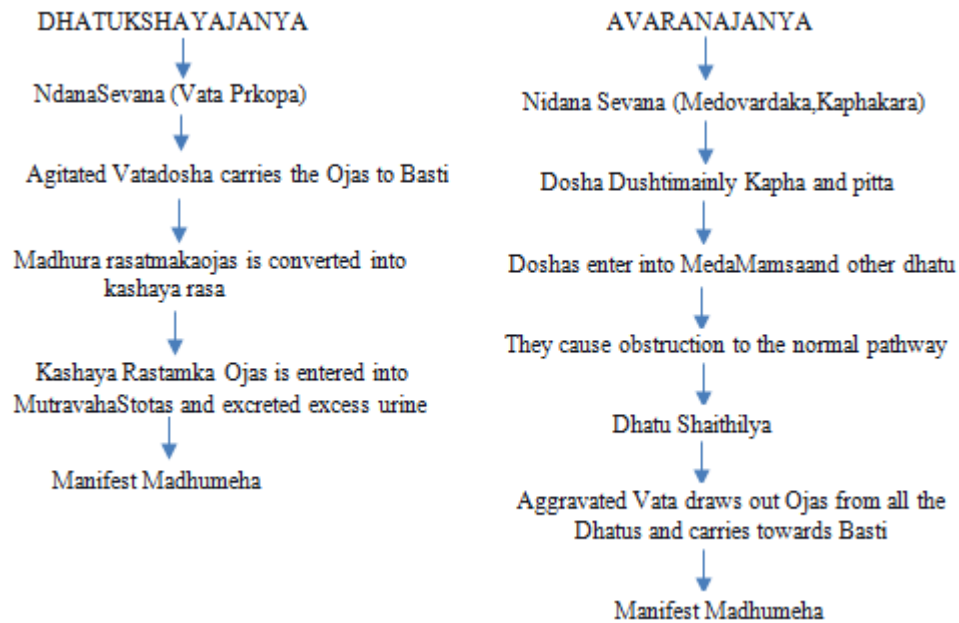 DHATUKSHAYAJANYA
NdanaSevana (Vata Prkopa)
Agitated Vatadosha carries the Ojas to Basti
Madhura rasatmakaojas is converted into
kashaya rasa
Kashaya Rastamka Ojas is entered into
MutravahaStotas and excreted excess urine
Manifest Madhumeha
AVARANAJANYA
Nidana Sevana (Medovardaka,Kaphakara)
Dosha Dushtimainly Kapha and pitta
Doshas enter into MedaMamsaand other dhatu
They cause obstruction to the normal pathway
Dhatu Shaithilya
Aggravated Vata draws out Ojas from all the
Dhatus and carries towards Basti
Manifest Madhumeha